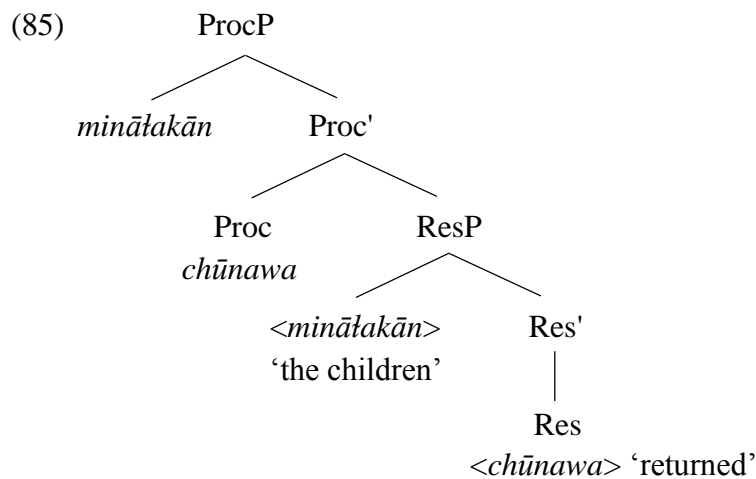 (85) ProcP
mināłakān Proc'
Proc ResP
chūnawa
<mināłakān> Res'
‘the children’
Res
<chūnawa> ‘returned’